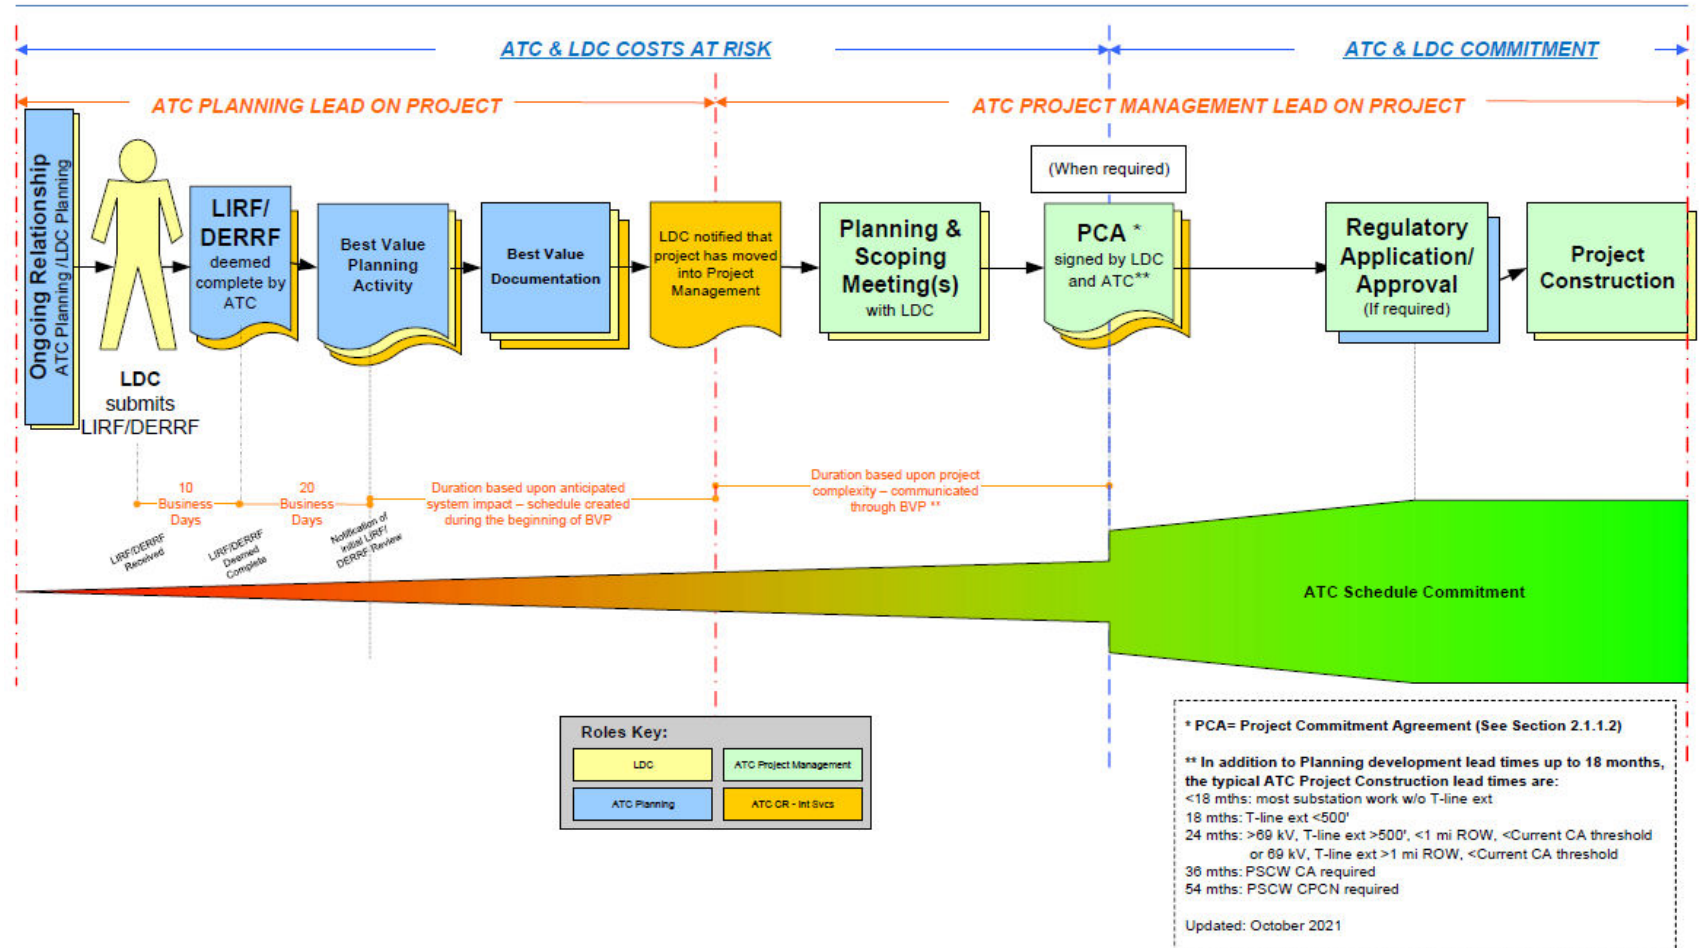 ATC & LDC COSTS AT RISK
ATC & LDC COMMITMENT
ATC PLANNING LEAD ON PROJECT
ATC PROJECT MANAGEMENT LEAD ON PROJECT
Ongoing Relationship
ATC Planning /LDC Planning
LDC
submits
LIRF/DERRF
LIRF/
DERRF
deemed
complete by
ATC
Best Value
Planning
Activity
Best Value
Documentation
LDC notified that
project has moved
into Project
Management
Planning &
Scoping
Meeting(s)
with LDC
(When required)
PCA *
signed by LDC
and ATC**
Regulatory
Application/
Approval
(If required)
Project
Construction
10
Business
Days
20
Business
Days
Duration based upon anticipated
system impact – schedule created
during the beginning of BVP
Duration based upon project
complexity – communicated
through BVP **
LIRF/DERRF
Received
LIRF/DERRF
Deemed
Complete
Notification of
initial LIRF/
DERRF Review
ATC Schedule Commitment
Roles Key:
LDC
ATC Project Management
ATC Planning
ATC CR - Int Svcs
* PCA= Project Commitment Agreement (See Section 2.1.1.2)
** In addition to Planning development lead times up to 18 months,
the typical ATC Project Construction lead times are:
<18 mths: most substation work w/o T-line ext
18 mths: T-line ext <500'
24 mths: >69 kV, T-line ext >500', <1 mi ROW, <Current CA threshold
or 69 kV, T-line ext >1 mi ROW, <Current CA threshold
36 mths: PSCW CA required
54 mths: PSCW CPCN required
Updated: October 2021